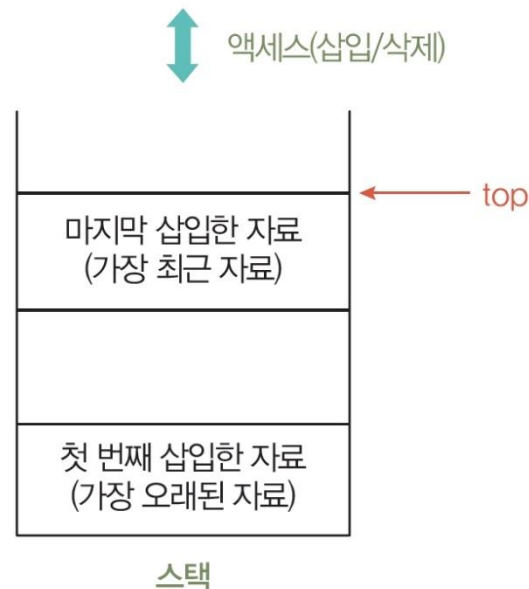 액세스(삽입/삭제)
top
마지막 삽입한 자료
(가장 최근 자료)
첫 번째 삽입한 자료
(가장 오래된 자료)
스택